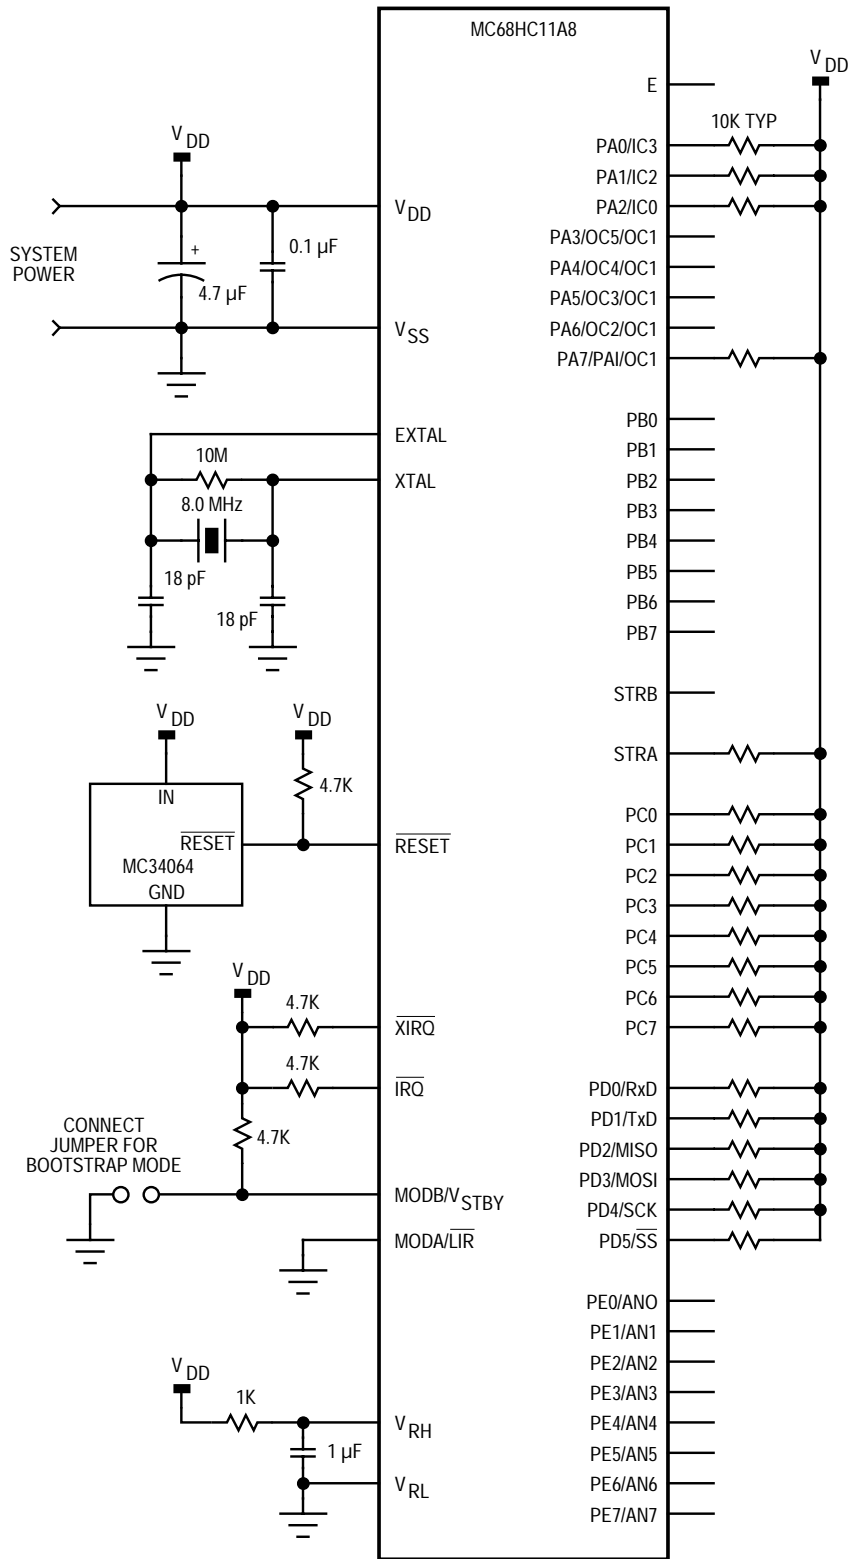 MC68HC11A8
V DD
SYSTEM
POWER
+
4.7 µF
0.1 µF
V DD
V SS
EXTAL
10M
XTAL
8.0 MHz
18 pF
18 pF
V DD
V DD
IN
4.7K
RESET
MC34064
GND
RESET
V DD
4.7K
XIRQ
4.7K
IRQ
4.7K
CONNECT
JUMPER FOR
BOOTSTRAP MODE
MODB/V STBY
MODA/LIR
V DD
1K
V RH
1 µF
V RL
V DD
E
10K TYP
PA0/IC3
PA1/IC2
PA2/IC0
PA3/OC5/OC1
PA4/OC4/OC1
PA5/OC3/OC1
PA6/OC2/OC1
PA7/PAI/OC1
PB0
PB1
PB2
PB3
PB4
PB5
PB6
PB7
STRB
STRA
PC0
PC1
PC2
PC3
PC4
PC5
PC6
PC7
PD0/RxD
PD1/TxD
PD2/MISO
PD3/MOSI
PD4/SCK
PD5/SS
PE0/ANO
PE1/AN1
PE2/AN2
PE3/AN3
PE4/AN4
PE5/AN5
PE6/AN6
PE7/AN7